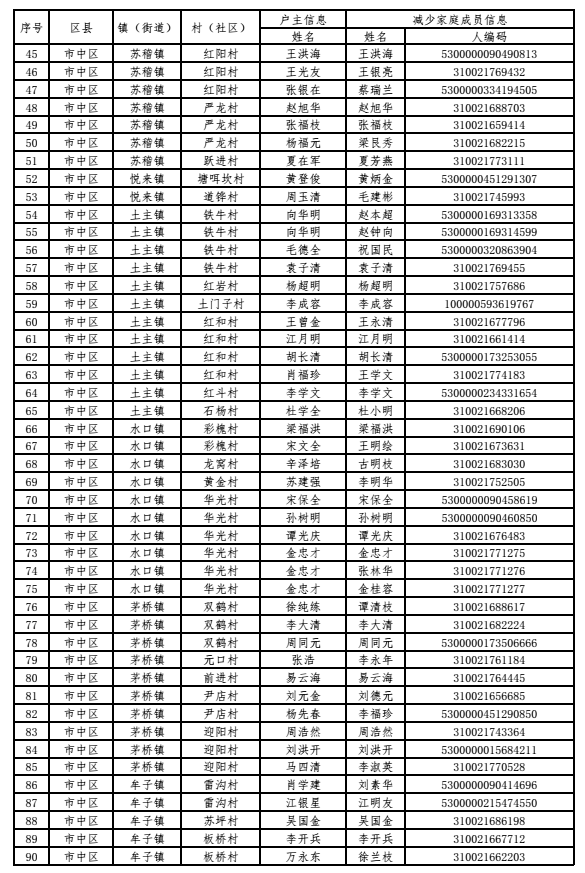 序号 区县 镇（街道） 村（社区） 户主信息 减少家庭成员信息
姓名 姓名 人编码
45 市中区 苏稽镇 红阳村 王洪海 王洪海 5300000090490813
46 市中区 苏稽镇 红阳村 王光友 王银亮 310021769432
47 市中区 苏稽镇 红阳村 张银在 蔡瑞兰 5300000334194505
48 市中区 苏稽镇 严龙村 赵旭华 赵旭华 310021688703
49 市中区 苏稽镇 严龙村 张福枝 张福枝 310021659414
50 市中区 苏稽镇 严龙村 杨福元 梁艮秀 310021682215
51 市中区 苏稽镇 跃进村 夏在军 夏芳燕 310021773111
52 市中区 悦来镇 塘咡坎村 黄登俊 黄炳金 5300000451291307
53 市中区 悦来镇 道铧村 周玉清 毛建彬 310021745993
54 市中区 土主镇 铁牛村 向华明 赵本超 5300000169313358
55 市中区 土主镇 铁牛村 向华明 赵钟向 5300000169314599
56 市中区 土主镇 铁牛村 毛德全 祝国民 5300000320863904
57 市中区 土主镇 铁牛村 袁子清 袁子清 310021769455
58 市中区 土主镇 红岩村 杨超明 杨超明 310021757686
59 市中区 土主镇 土门子村 李成容 李成容 100000593619767
60 市中区 土主镇 红和村 王曾金 王永清 310021677796
61 市中区 土主镇 红和村 江月明 江月明 310021661414
62 市中区 土主镇 红和村 胡长清 胡长清 5300000173253055
63 市中区 土主镇 红和村 肖福珍 王学文 310021774183
64 市中区 土主镇 红斗村 李学文 李学文 5300000234331654
65 市中区 土主镇 石杨村 杜学全 杜小明 310021668206
66 市中区 水口镇 彩槐村 梁福洪 梁福洪 310021690106
67 市中区 水口镇 彩槐村 宋文全 王明绘 310021673631
68 市中区 水口镇 龙窝村 辛泽培 古明枝 310021683030
69 市中区 水口镇 黄金村 苏建强 李明华 310021752505
70 市中区 水口镇 华光村 宋保全 宋保全 5300000090458619
71 市中区 水口镇 华光村 孙树明 孙树明 5300000090460850
72 市中区 水口镇 华光村 谭光庆 谭光庆 310021676483
73 市中区 水口镇 华光村 金忠才 金忠才 310021771275
74 市中区 水口镇 华光村 金忠才 张林华 310021771276
75 市中区 水口镇 华光村 金忠才 金桂容 310021771277
76 市中区 茅桥镇 双鹤村 徐纯练 谭清枝 310021688617
77 市中区 茅桥镇 双鹤村 李大清 李大清 310021682224
78 市中区 茅桥镇 双鹤村 周同元 周同元 5300000173506666
79 市中区 茅桥镇 元口村 张浩 李永年 310021761184
80 市中区 茅桥镇 前进村 易云海 易云海 310021764445
81 市中区 茅桥镇 尹店村 刘元金 刘德元 310021656685
82 市中区 茅桥镇 尹店村 杨先春 李福珍 5300000451290850
83 市中区 茅桥镇 迎阳村 周浩然 周浩然 310021743364
84 市中区 茅桥镇 迎阳村 刘洪开 刘洪开 5300000015684211
85 市中区 茅桥镇 迎阳村 马四清 李淑英 310021770528
86 市中区 牟子镇 雷沟村 肖学建 刘素华 5300000090414696
87 市中区 牟子镇 雷沟村 江银星 江明友 5300000215474550
88 市中区 牟子镇 苏坪村 吴国金 吴国金 310021686198
89 市中区 牟子镇 板桥村 李开兵 李开兵 310021667712
90 市中区 牟子镇 板桥村 万永东 徐兰枝 310021662203